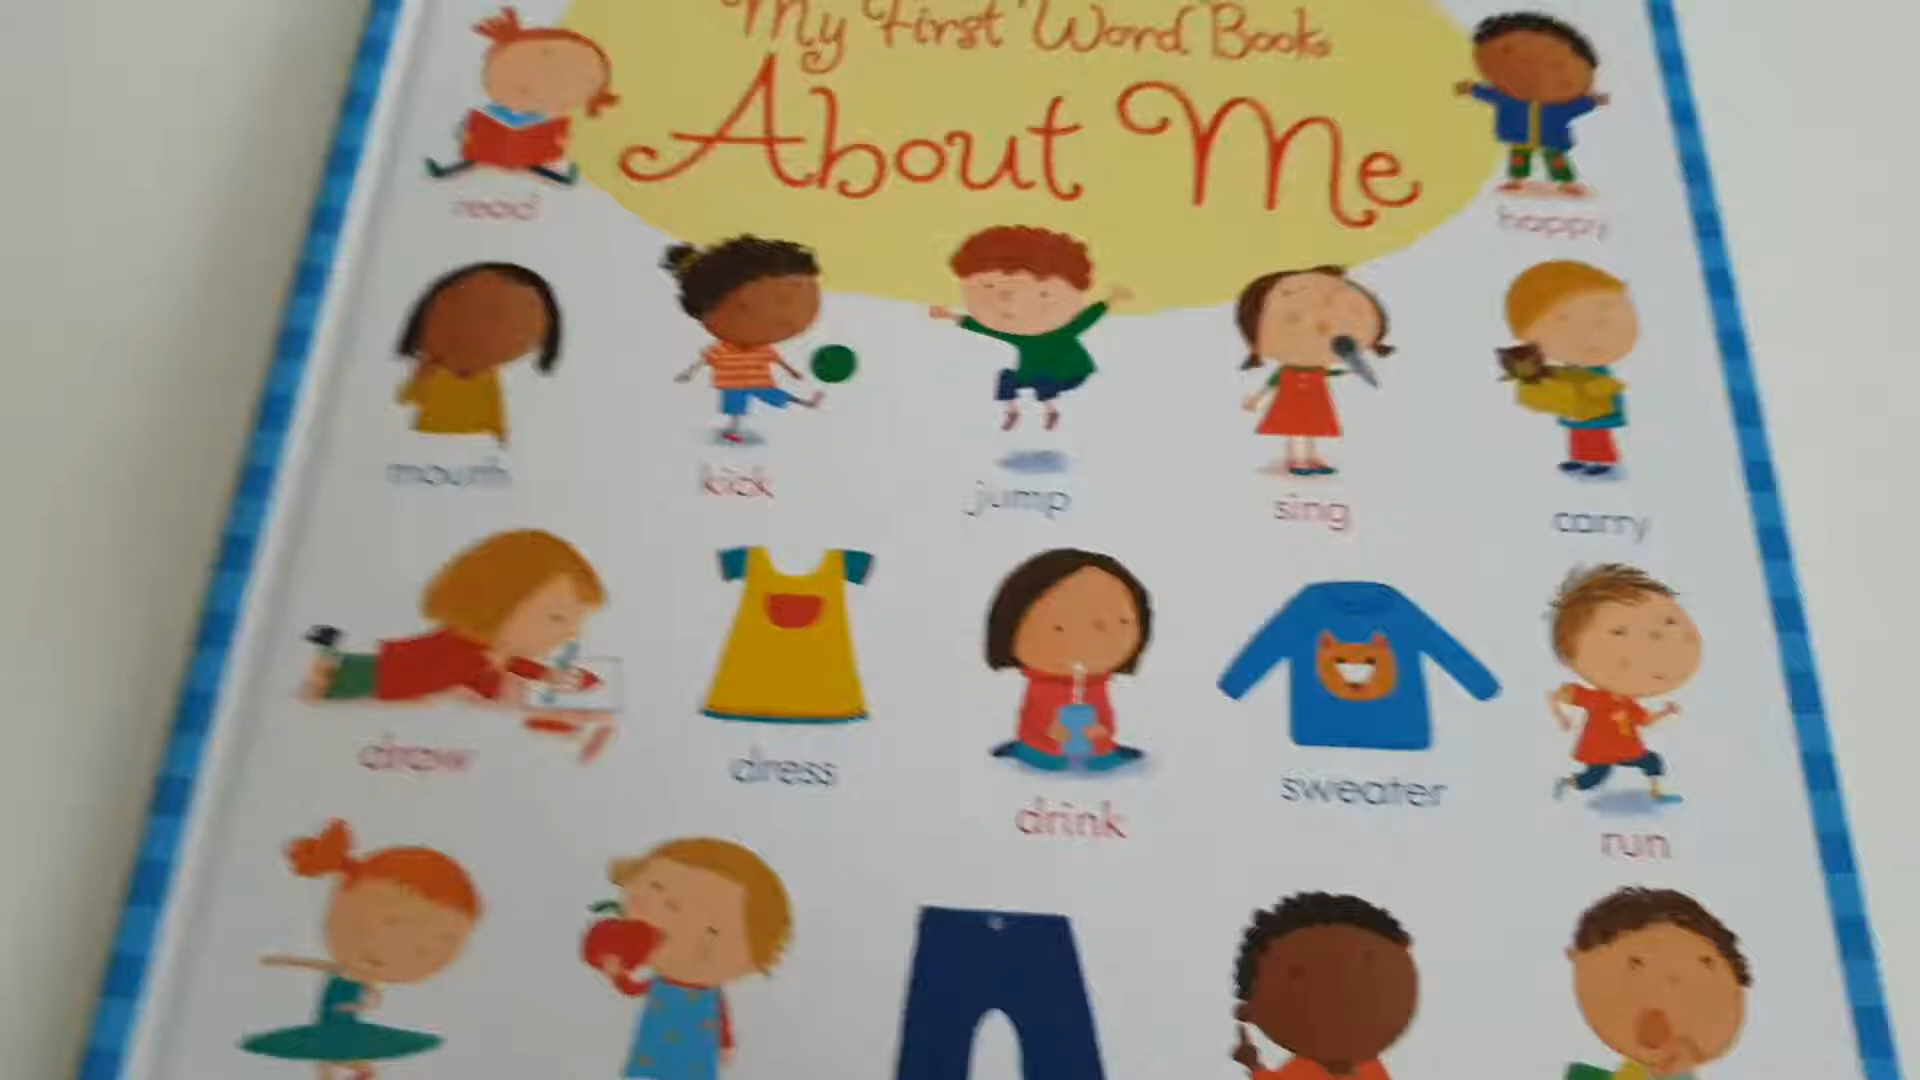 My First Word Book
About Me
read
happy
mouth
kick
jump
sing
carry
draw
dress
drink
sweater
run